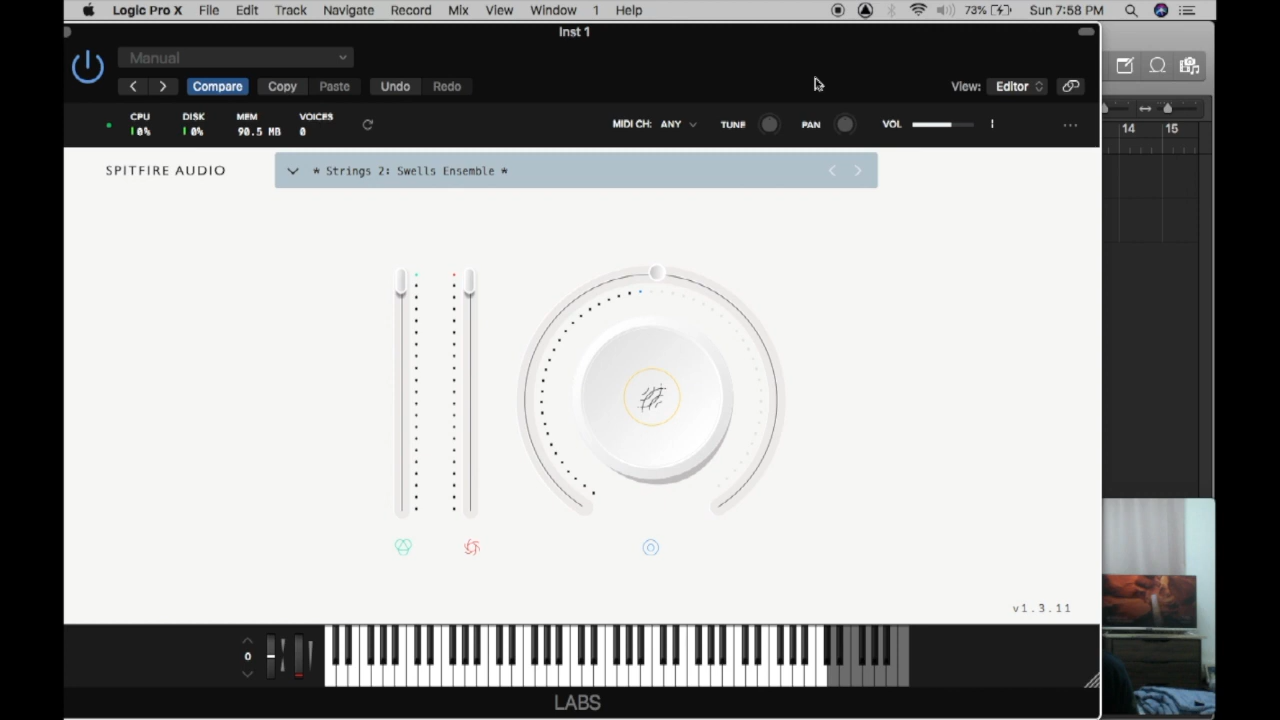 Logic Pro X File Edit Track Navigate Record Mix View Window 1 Help 73% Sun 7:58 PM
Inst 1
Manual
Compare Copy Paste Undo Redo View: Editor
CPU DISK MEM VOICES
0% 0% 90.5 MB 0
MIDI CH: ANY TUNE PAN VOL
14 15
SPITFIRE AUDIO
* Strings 2: Swells Ensemble *
v1.3.11
0
LABS